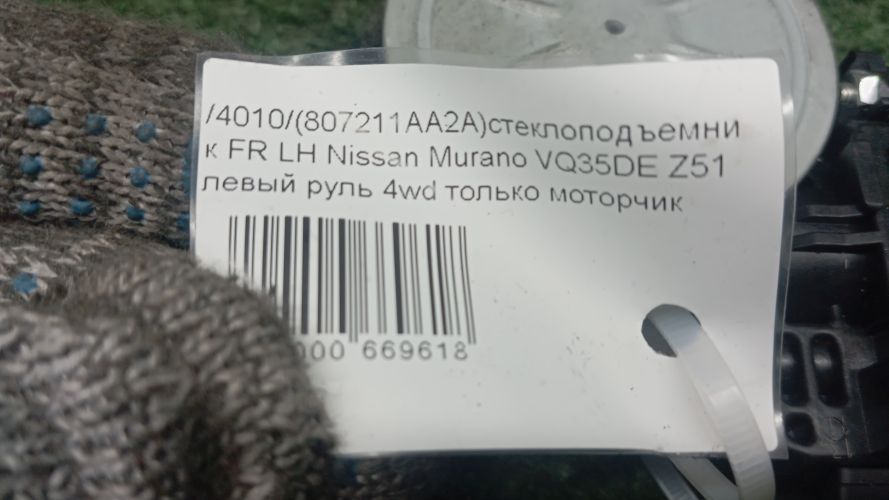 /4010/(807211AA2A)стеклоподъемни
к FR LH Nissan Murano VQ35DE Z51
левый руль 4wd только моторчик
000 669618